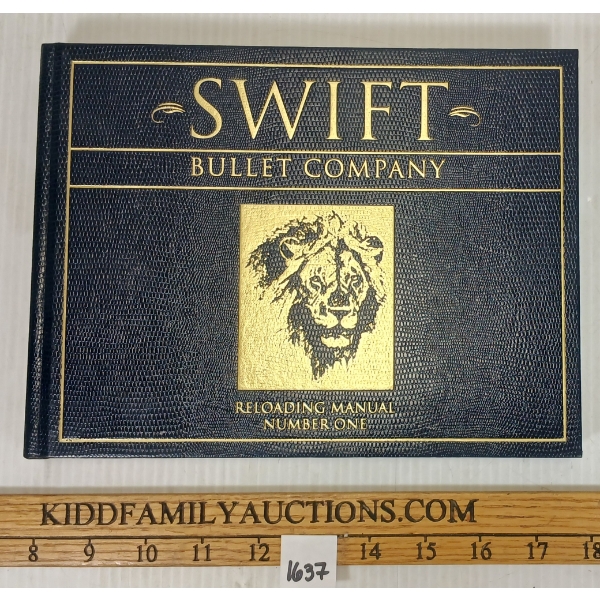 SWIFT
BULLET COMPANY
RELOADING MANUAL
NUMBER ONE
KIDDFAMILYAUCTIONS.COM
8 9 10 11 12 14 15 16 17 18
1637